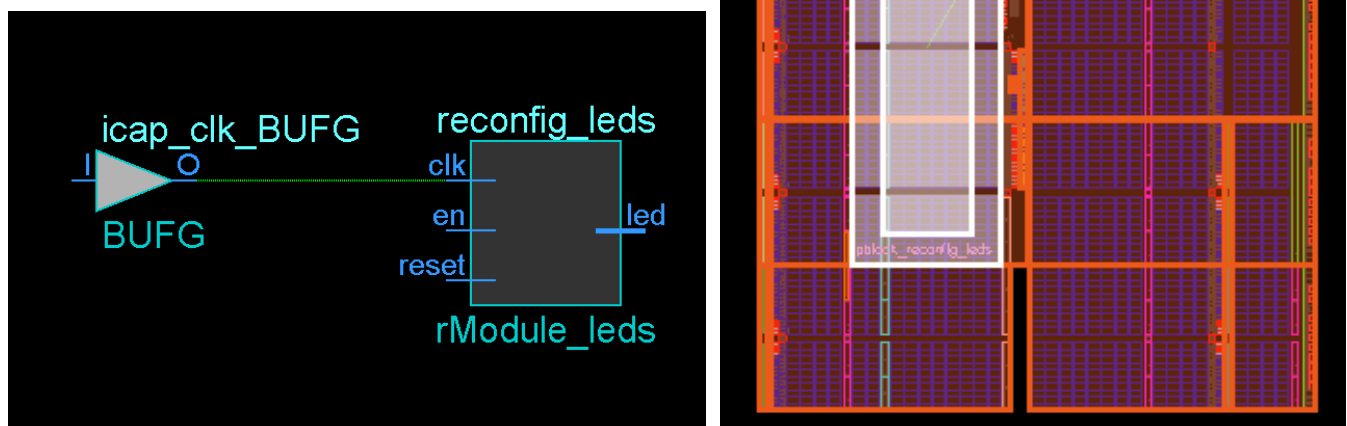 icap_clk_BUFG
reconfig_leds
I
O
clk
BUFG
en
led
reset
rModule_leds
pblock_reconfig_leds